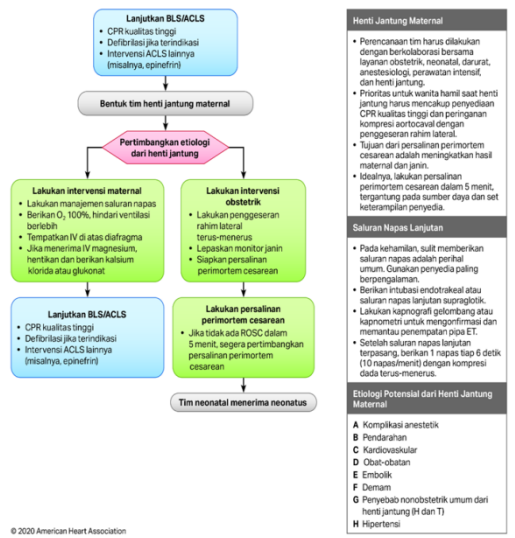 Lanjutkan BLS/ACLS
• CPR kualitas tinggi
• Defibrilasi jika terindikasi
• Intervensi ACLS lainnya
(misalnya, epinefrin)
Bentuk tim henti jantung maternal
Pertimbangkan etiologi
dari henti jantung
Lakukan intervensi maternal
• Lakukan manajemen saluran napas
• Berikan O₂ 100%, hindari ventilasi
berlebih
• Tempatkan IV di atas diafragma
• Jika menerima IV magnesium,
hentikan dan berikan kalsium
klorida atau glukonat
Lanjutkan BLS/ACLS
• CPR kualitas tinggi
• Defibrilasi jika terindikasi
• Intervensi ACLS lainnya
(misalnya, epinefrin)
Lakukan intervensi
obstetrik
• Lakukan penggeseran
rahim lateral
terus-menerus
• Lepaskan monitor janin
• Siapkan persalinan
perimortem cesarean
Lakukan persalinan
perimortem cesarean
• Jika tidak ada ROSC dalam
5 menit, segera pertimbangkan
persalinan perimortem
cesarean
Tim neonatal menerima neonatus
Henti Jantung Maternal
• Perencanaan tim harus dilakukan
dengan berkolaborasi bersama
layanan obstetrik, neonatal, darurat,
anestesiologi, perawatan intensif,
dan henti jantung.
• Prioritas untuk wanita hamil saat henti
jantung harus mencakup penyediaan
CPR kualitas tinggi dan peringanan
kompresi aortocaval dengan
penggeseran rahim lateral.
• Tujuan dari persalinan perimortem
cesarean adalah meningkatkan hasil
maternal dan janin.
• Idealnya, lakukan persalinan
perimortem cesarean dalam 5 menit,
tergantung pada sumber daya dan set
keterampilan penyedia.
Saluran Napas Lanjutan
• Pada kehamilan, sulit memberikan
saluran napas adalah perihal
umum. Gunakan penyedia paling
berpengalaman.
• Berikan intubasi endotrakeal atau
saluran napas lanjutan supraglotik.
• Lakukan kapnografi gelombang atau
kapnometri untuk mengonfirmasi dan
memantau penempatan pipa ET.
• Setelah saluran napas lanjutan
terpasang, berikan 1 napas tiap 6 detik
(10 napas/menit) dengan kompresi
dada terus-menerus.
Etiologi Potensial dari Henti Jantung
Maternal
A Komplikasi anestetik
B Pendarahan
C Kardiovaskular
D Obat-obatan
E Embolik
F Demam
G Penyebab nonobstetrik umum dari
henti jantung (H dan T)
H Hipertensi
© 2020 American Heart Association